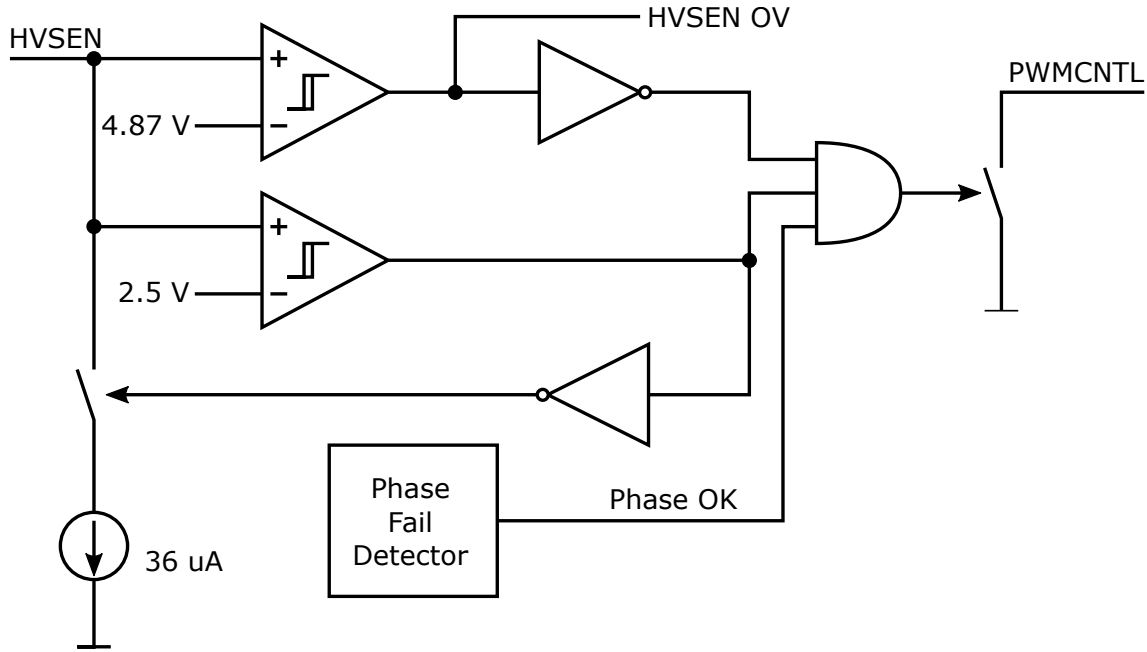 HVSEN OV
HVSEN
PWMCNTL
+
4.87 V
−
+
2.5 V
−
Phase
Fail
Detector
Phase OK
36 uA